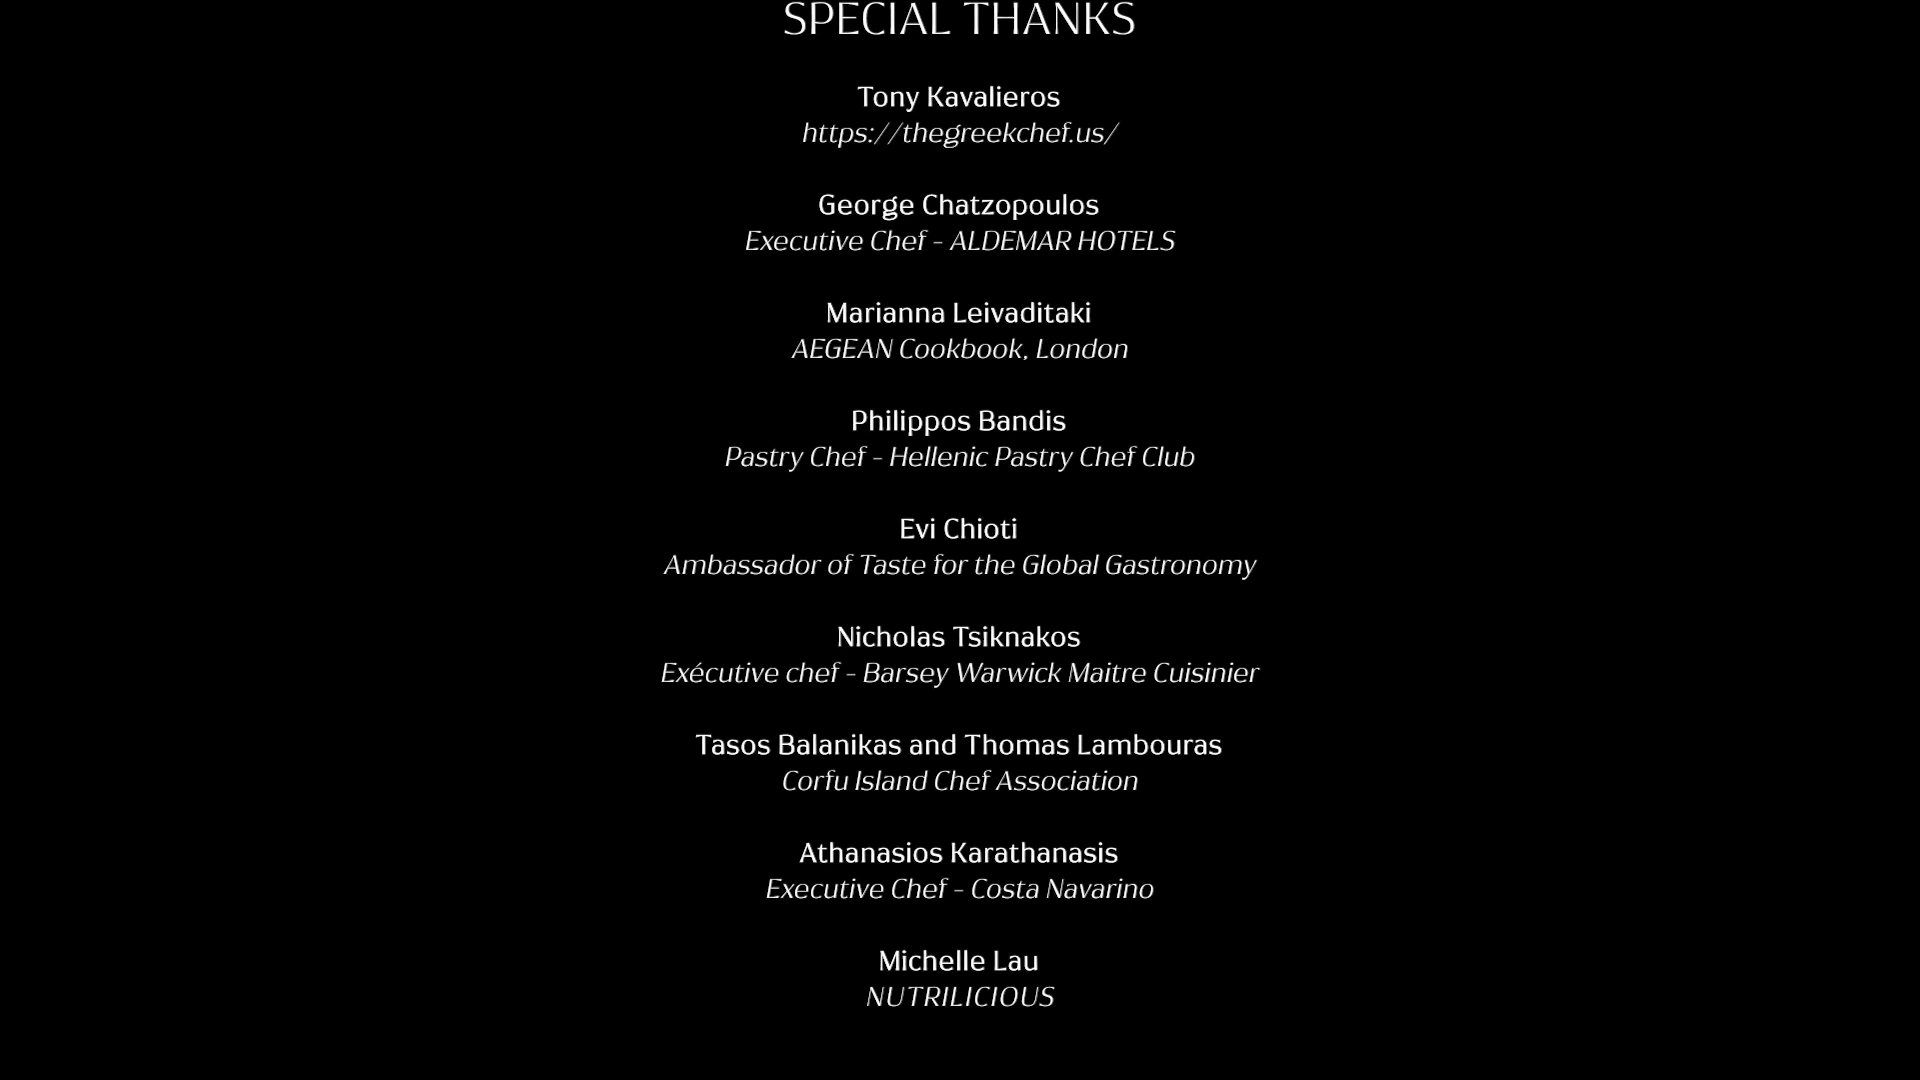 SPECIAL THANKS
Tony Kavalieros
https://thegreekchef.us/
George Chatzopoulos
Executive Chef - ALDEMAR HOTELS
Marianna Leivaditaki
AEGEAN Cookbook, London
Philippos Bandis
Pastry Chef - Hellenic Pastry Chef Club
Evi Chioti
Ambassador of Taste for the Global Gastronomy
Nicholas Tsiknakos
Exécutive chef - Barsey Warwick Maitre Cuisinier
Tasos Balanikas and Thomas Lambouras
Corfu Island Chef Association
Athanasios Karathanasis
Executive Chef - Costa Navarino
Michelle Lau
NUTRILICIOUS